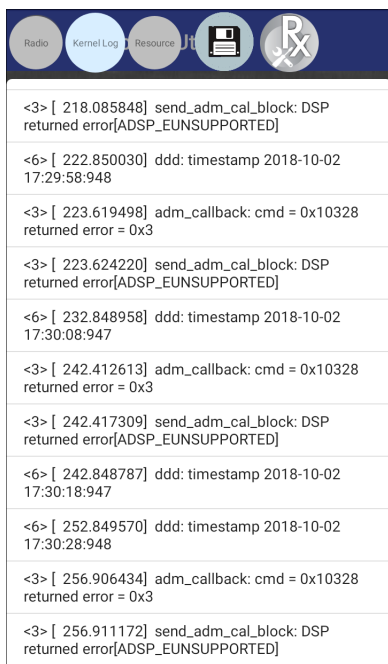 Radio
Kernel Log
Resource
Ut
Rx
<3> [  218.085848]  send_adm_cal_block: DSP
returned error[ADSP_EUNSUPPORTED]
<6> [  222.850030]  ddd: timestamp 2018-10-02
17:29:58:948
<3> [  223.619498]  adm_callback: cmd = 0x10328
returned error = 0x3
<3> [  223.624220]  send_adm_cal_block: DSP
returned error[ADSP_EUNSUPPORTED]
<6> [  232.848958]  ddd: timestamp 2018-10-02
17:30:08:947
<3> [  242.412613]  adm_callback: cmd = 0x10328
returned error = 0x3
<3> [  242.417309]  send_adm_cal_block: DSP
returned error[ADSP_EUNSUPPORTED]
<6> [  242.848787]  ddd: timestamp 2018-10-02
17:30:18:947
<6> [  252.849570]  ddd: timestamp 2018-10-02
17:30:28:948
<3> [  256.906434]  adm_callback: cmd = 0x10328
returned error = 0x3
<3> [  256.911172]  send_adm_cal_block: DSP
returned error[ADSP_EUNSUPPORTED]